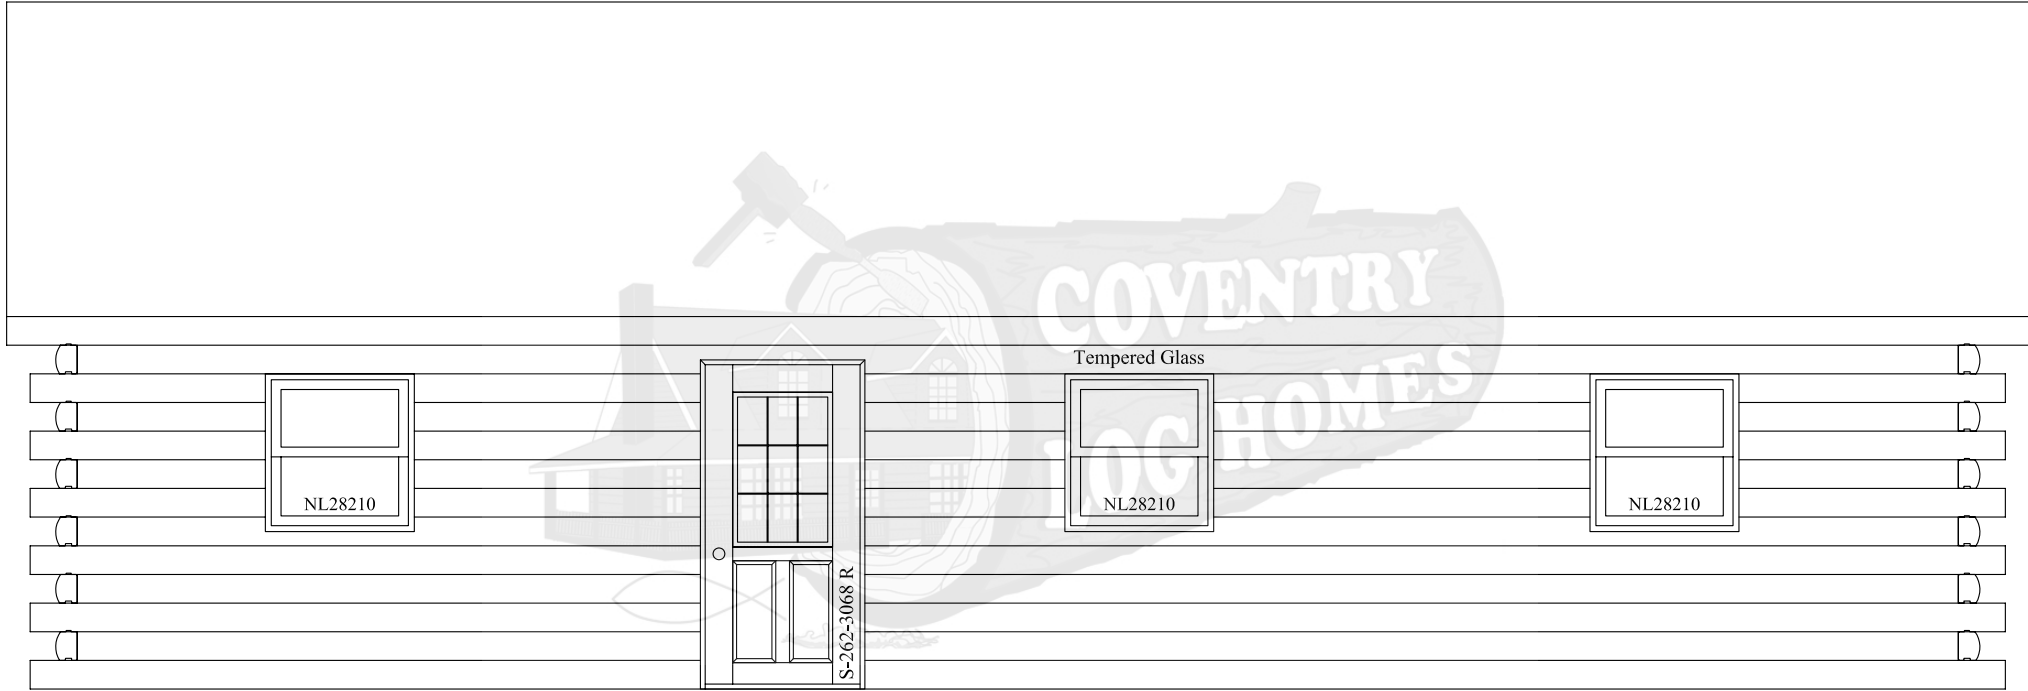 COVENTRY
LOG HOMES
Tempered Glass
NL28210
NL28210
NL28210
S-262-3068 R